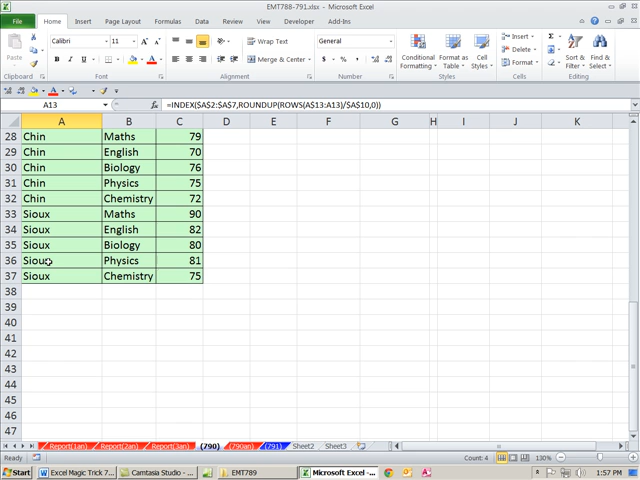 EMT788-791.xlsx - Microsoft Excel
File Home Insert Page Layout Formulas Data Review View Developer Add-Ins
Calibri 11 Wrap Text General Insert Σ
Paste B I U Merge & Center $ % , Conditional Formatting Format as Table Cell Styles Delete Format Sort & Filter Find & Select
Clipboard Font Alignment Number Styles Cells Editing
A13 fx =INDEX($A$2:$A$7,ROUNDUP(ROWS(A$13:A13)/$A$10,0))
A B C D E F G H I J K
28 Chin Maths 79
29 Chin English 70
30 Chin Biology 76
31 Chin Physics 75
32 Chin Chemistry 72
33 Sioux Maths 90
34 Sioux English 82
35 Sioux Biology 80
36 Sioux Physics 81
37 Sioux Chemistry 75
38
39
40
41
42
43
44
45
46
47
Report(1an) Report(2an) Report(3an) (790) (790an) (791) Sheet2 Sheet3
Ready Count: 4 130%
Start Excel Magic Trick 7... Camtasia Studio - ... EMT789 Microsoft Excel -... 1:57 PM